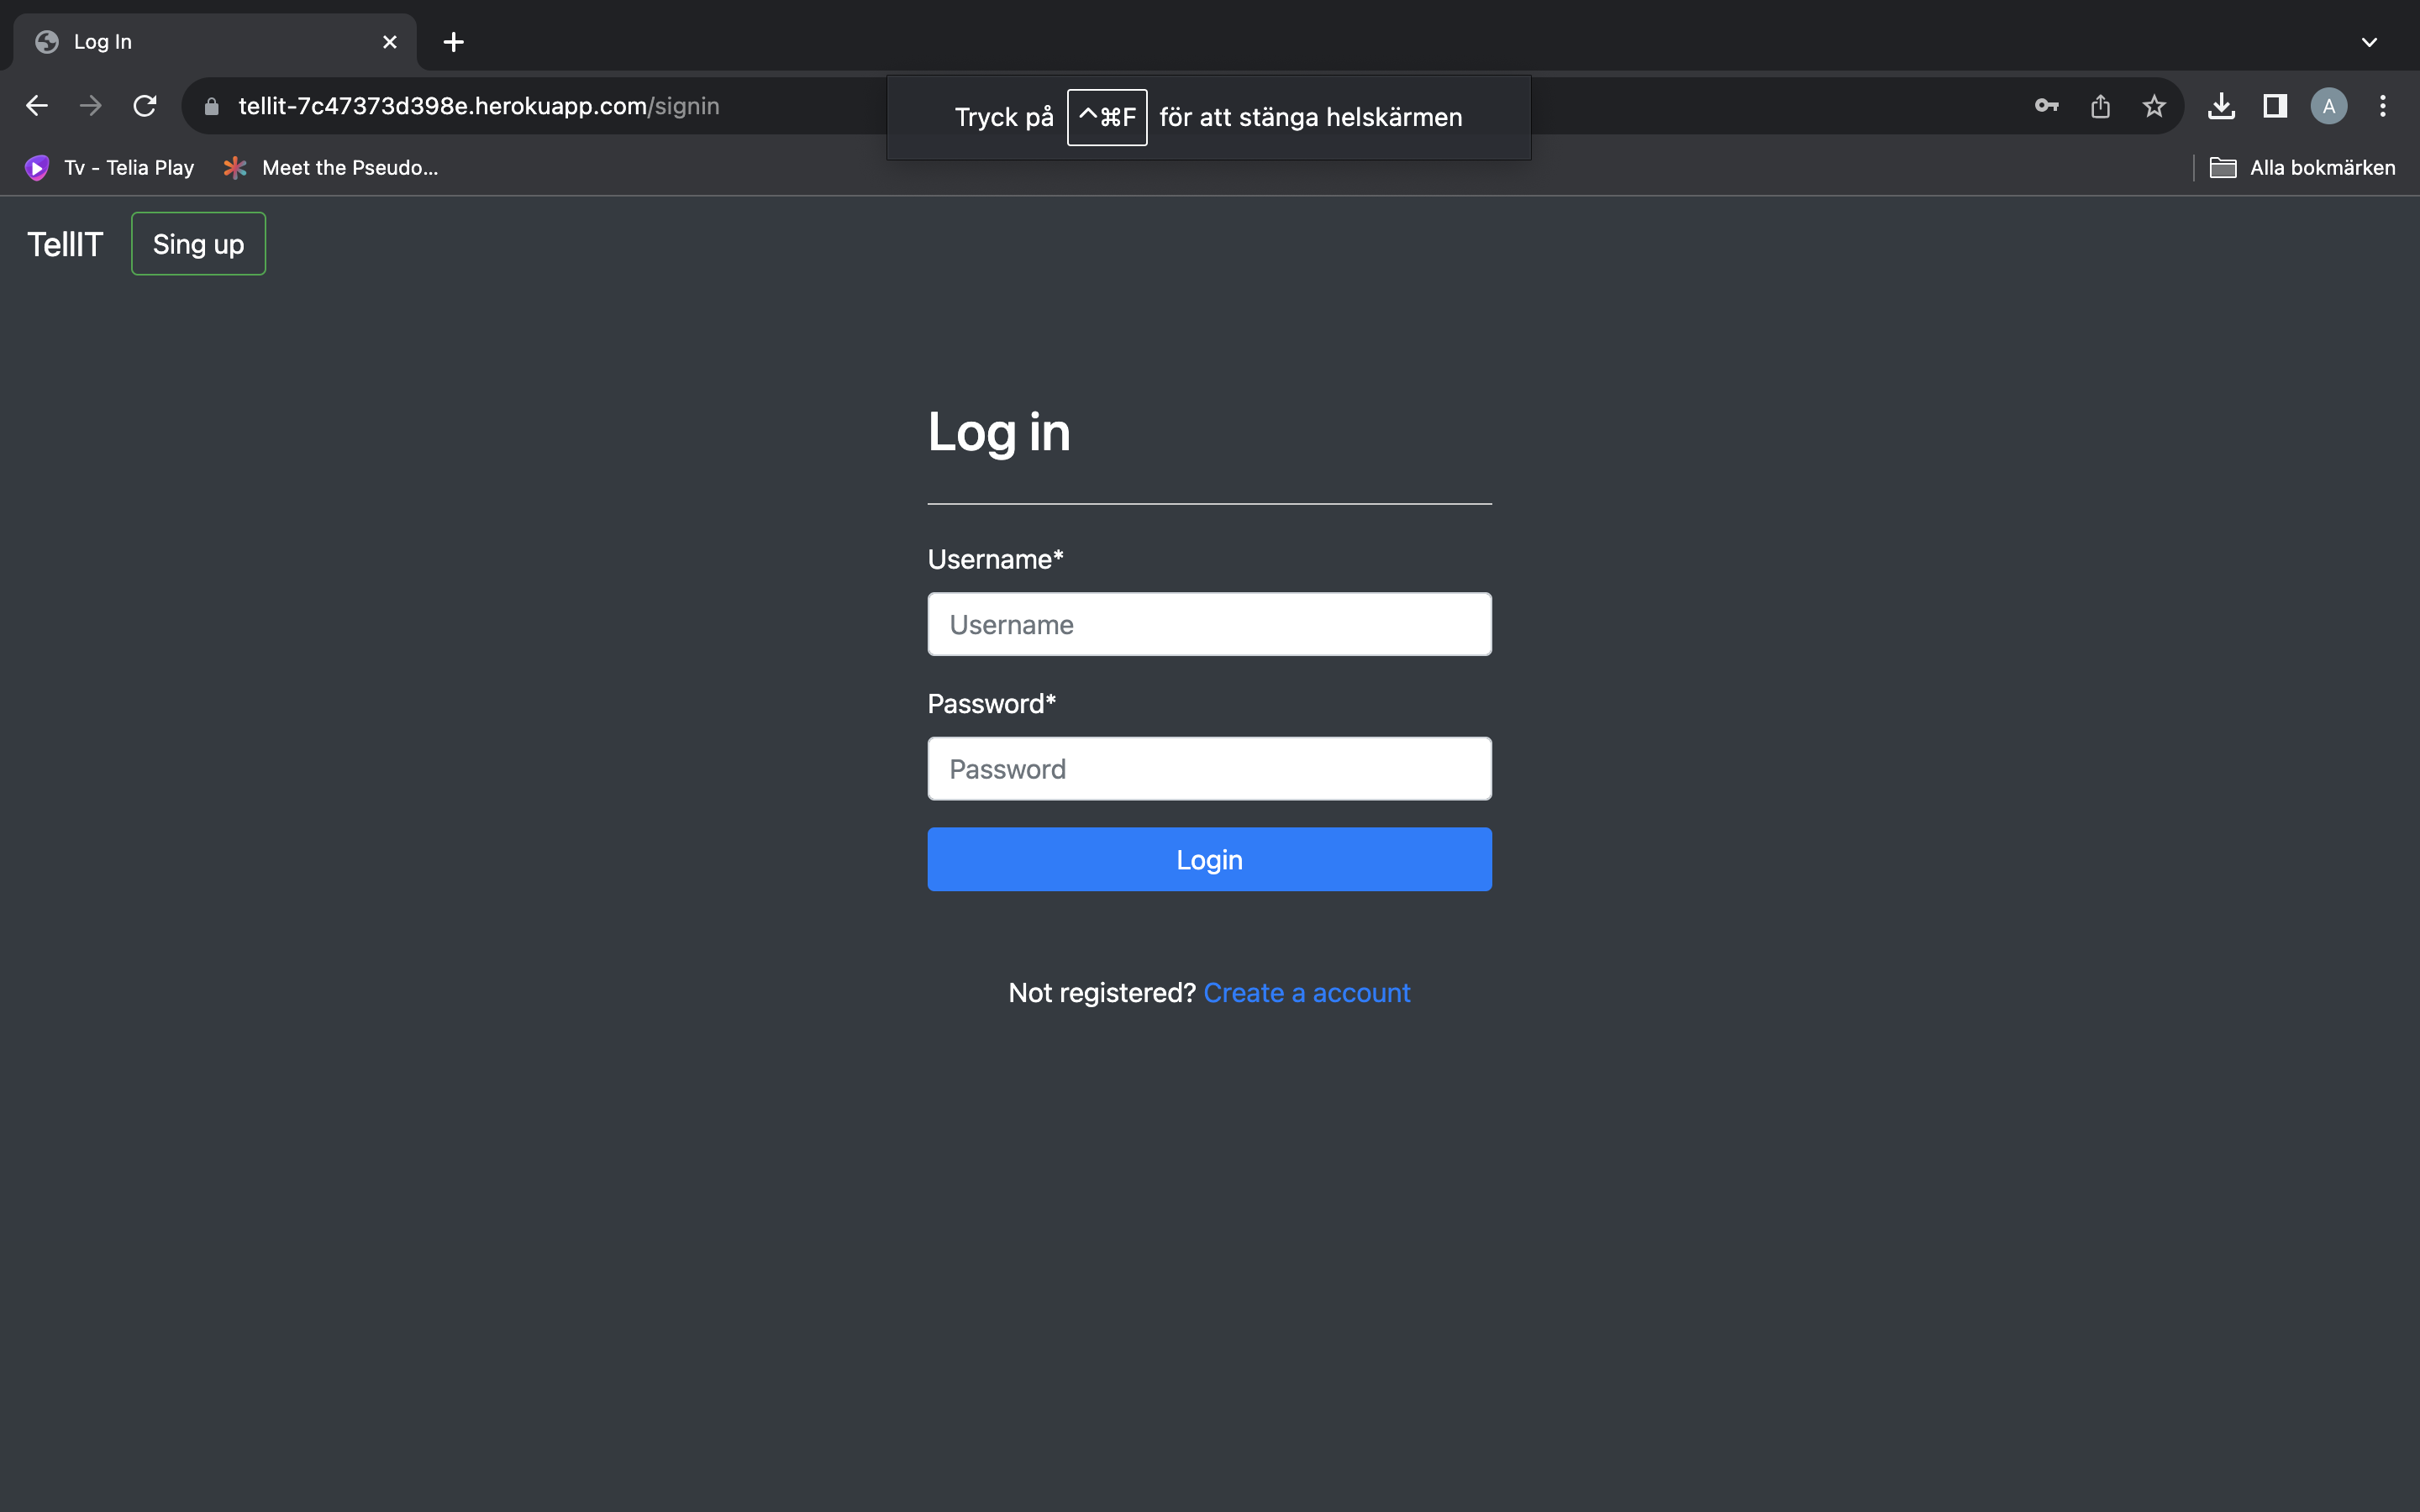 Log In
tellit-7c47373d398e.herokuapp.com/signin
Tryck på ^⌘F för att stänga helskärmen
A
Tv - Telia Play
Meet the Pseudo...
Alla bokmärken
TellIT
Sing up
Log in
Username*
Username
Password*
Password
Login
Not registered? Create a account